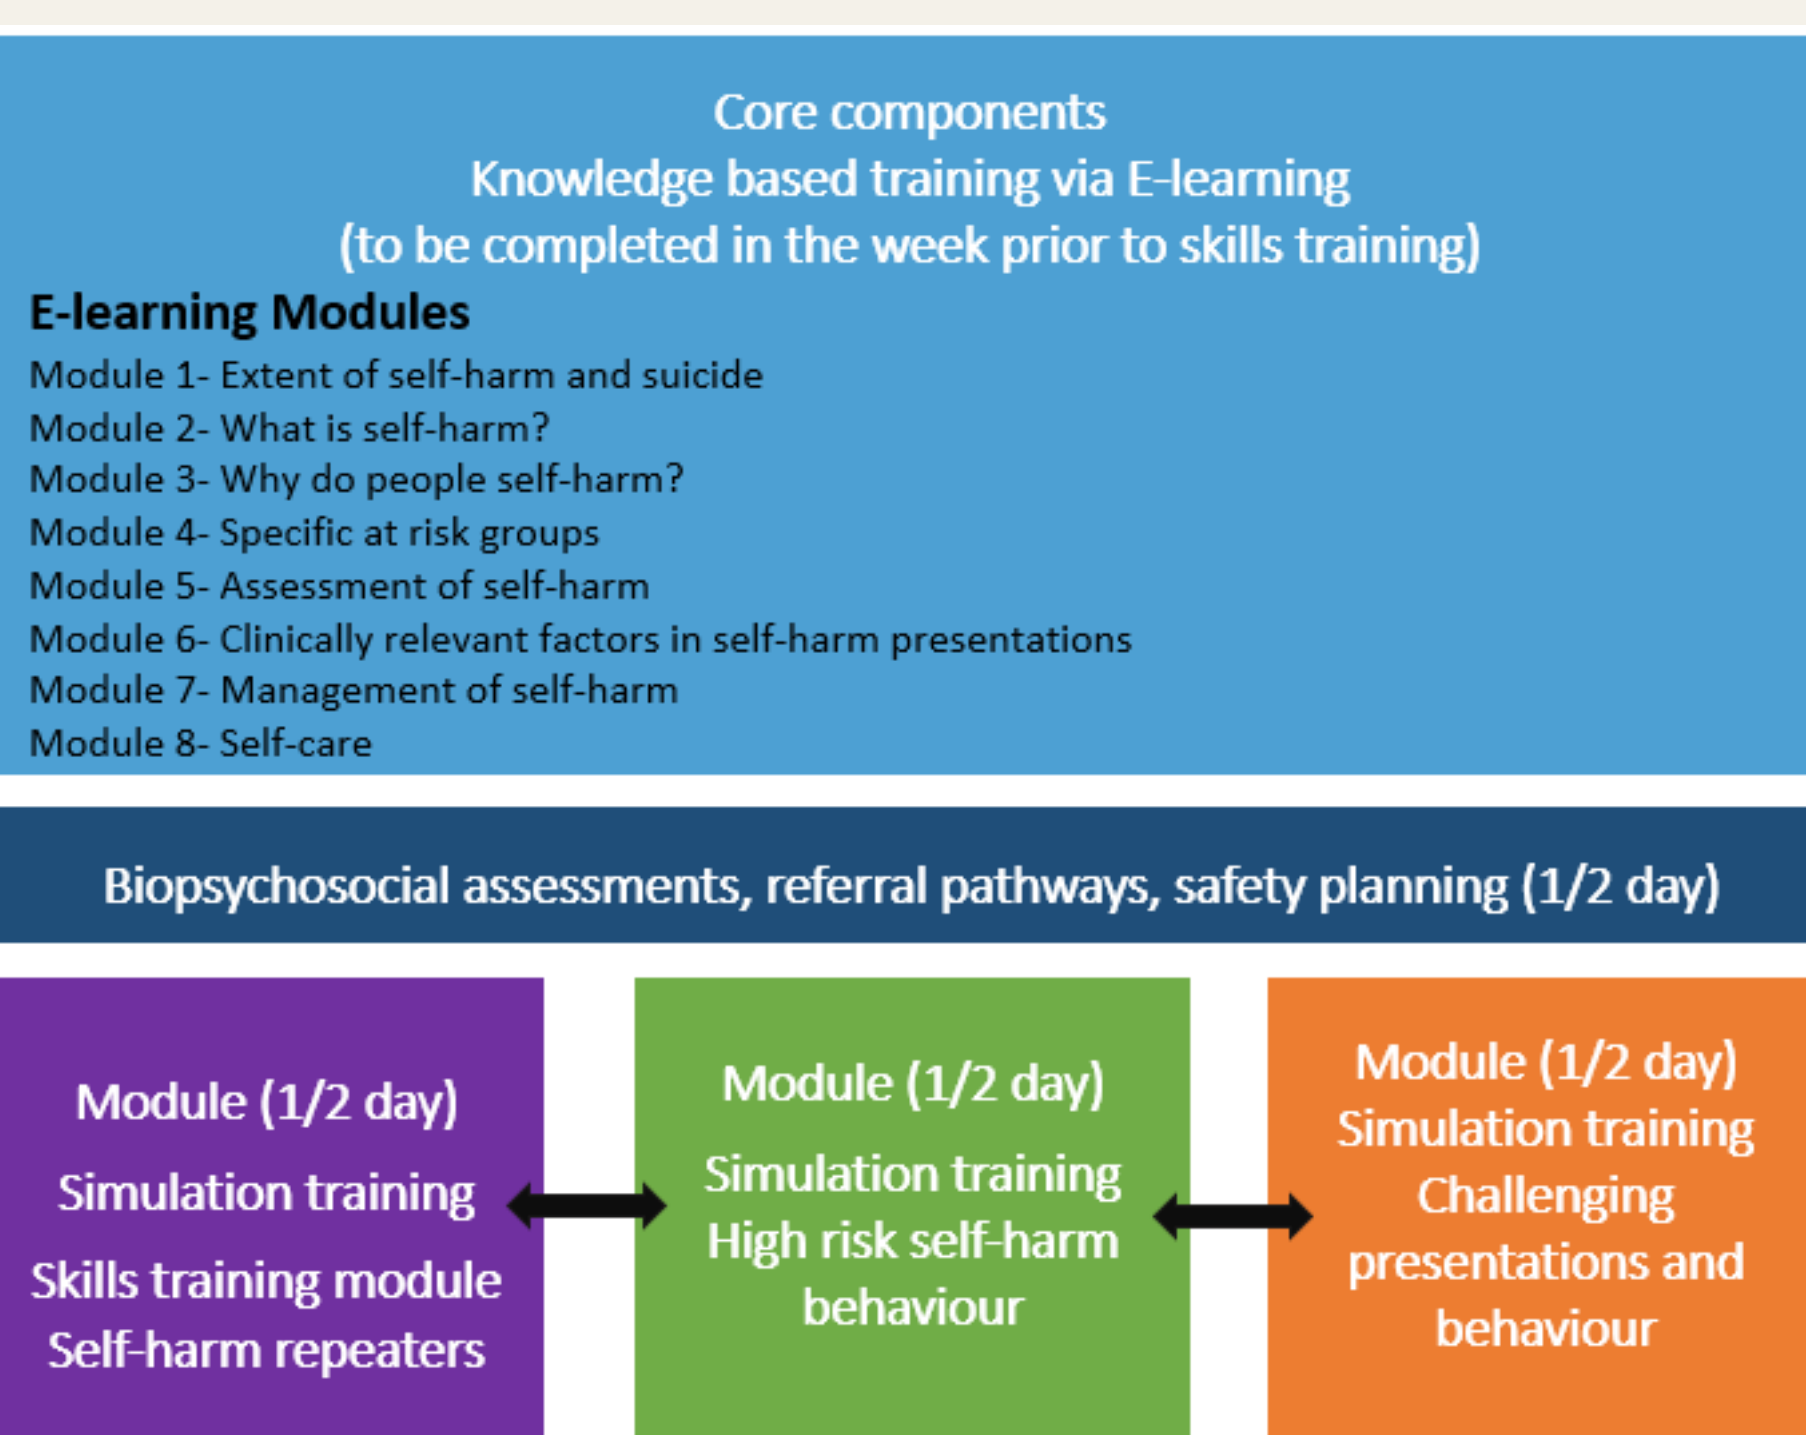 Core components
Knowledge based training via E-learning
(to be completed in the week prior to skills training)
E-learning Modules
Module 1- Extent of self-harm and suicide
Module 2- What is self-harm?
Module 3- Why do people self-harm?
Module 4- Specific at risk groups
Module 5- Assessment of self-harm
Module 6- Clinically relevant factors in self-harm presentations
Module 7- Management of self-harm
Module 8- Self-care
Biopsychosocial assessments, referral pathways, safety planning (1/2 day)
Module (1/2 day)
Simulation training
Skills training module
Self-harm repeaters
Module (1/2 day)
Simulation training
High risk self-harm
behaviour
Module (1/2 day)
Simulation training
Challenging
presentations and
behaviour